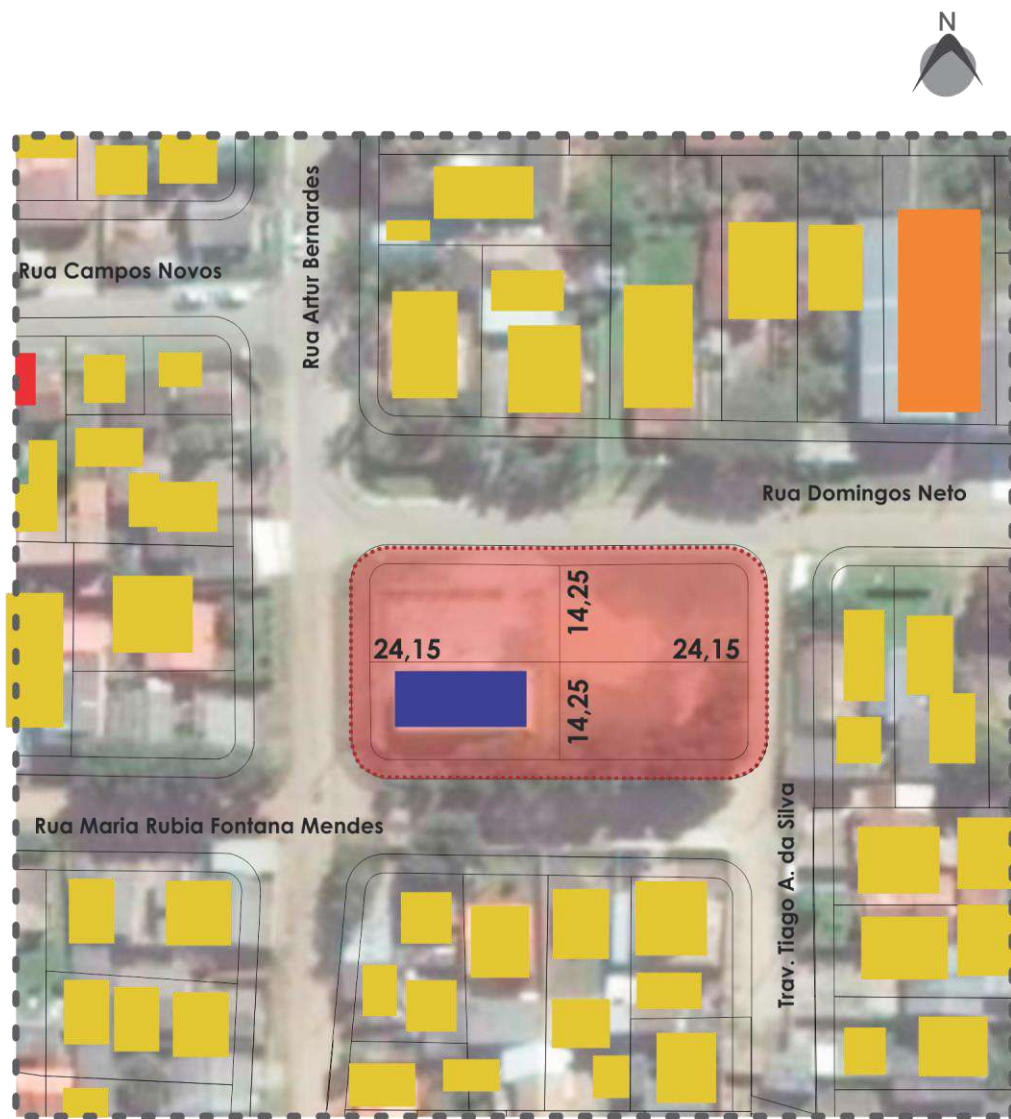 N
Rua Campos Novos
Rua Artur Bernardes
Rua Domingos Neto
14,25
24,15
24,15
14,25
Rua Maria Rubia Fontana Mendes
Trav. Tiago A. da Silva